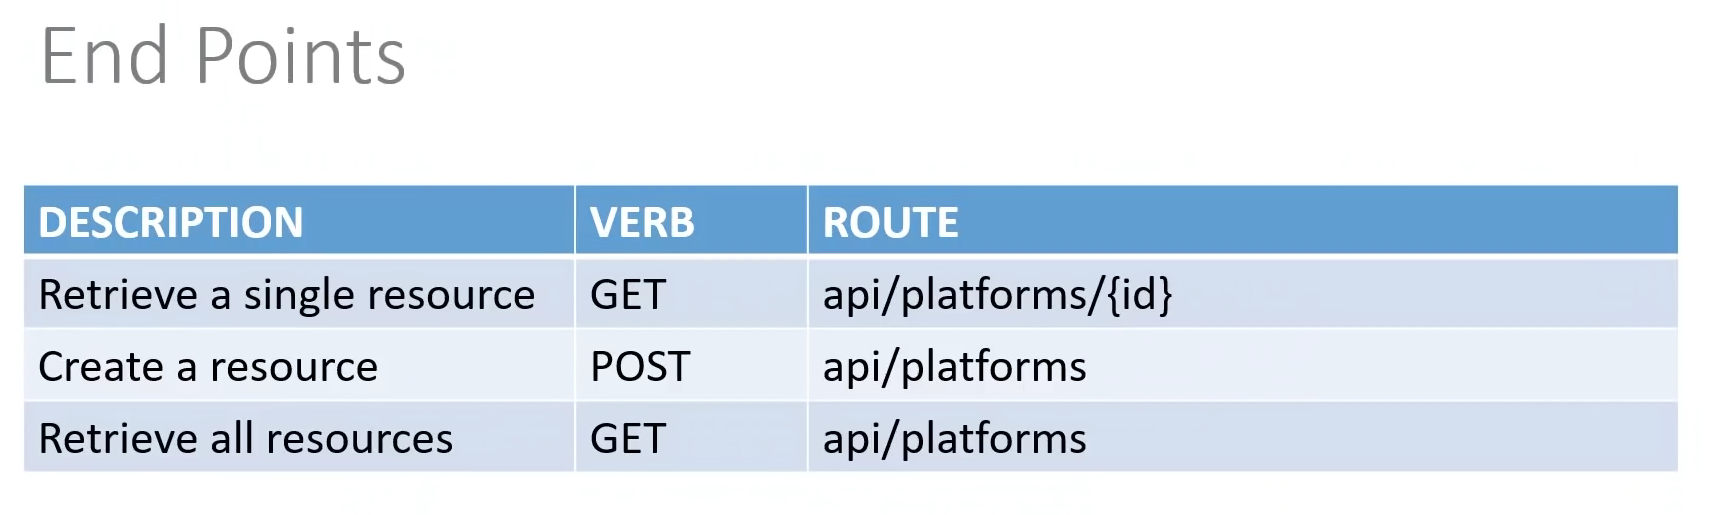 End Points
DESCRIPTION VERB ROUTE
Retrieve a single resource GET api/platforms/{id}
Create a resource POST api/platforms
Retrieve all resources GET api/platforms